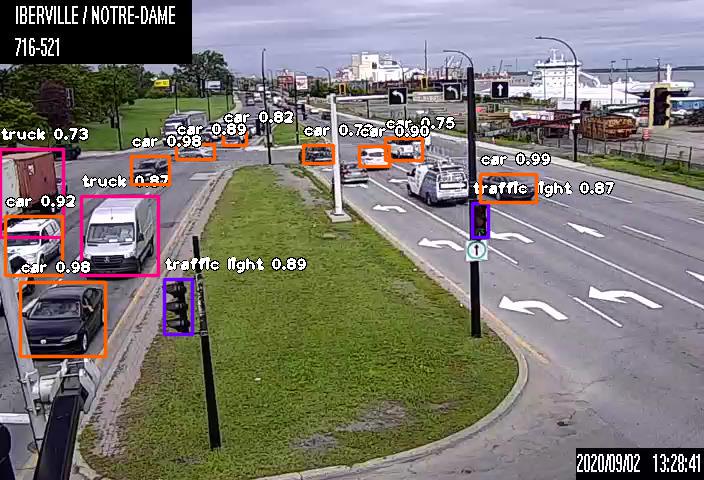 IBERVILLE / NOTRE-DAME
716-521
car 0.82
car 0.75
car 0.89
car 0.90
truck 0.73
car 0.98
car 0.99
truck 0.87
traffic light 0.87
car 0.92
car 0.98
traffic light 0.89
2020/09/02 13:28:41